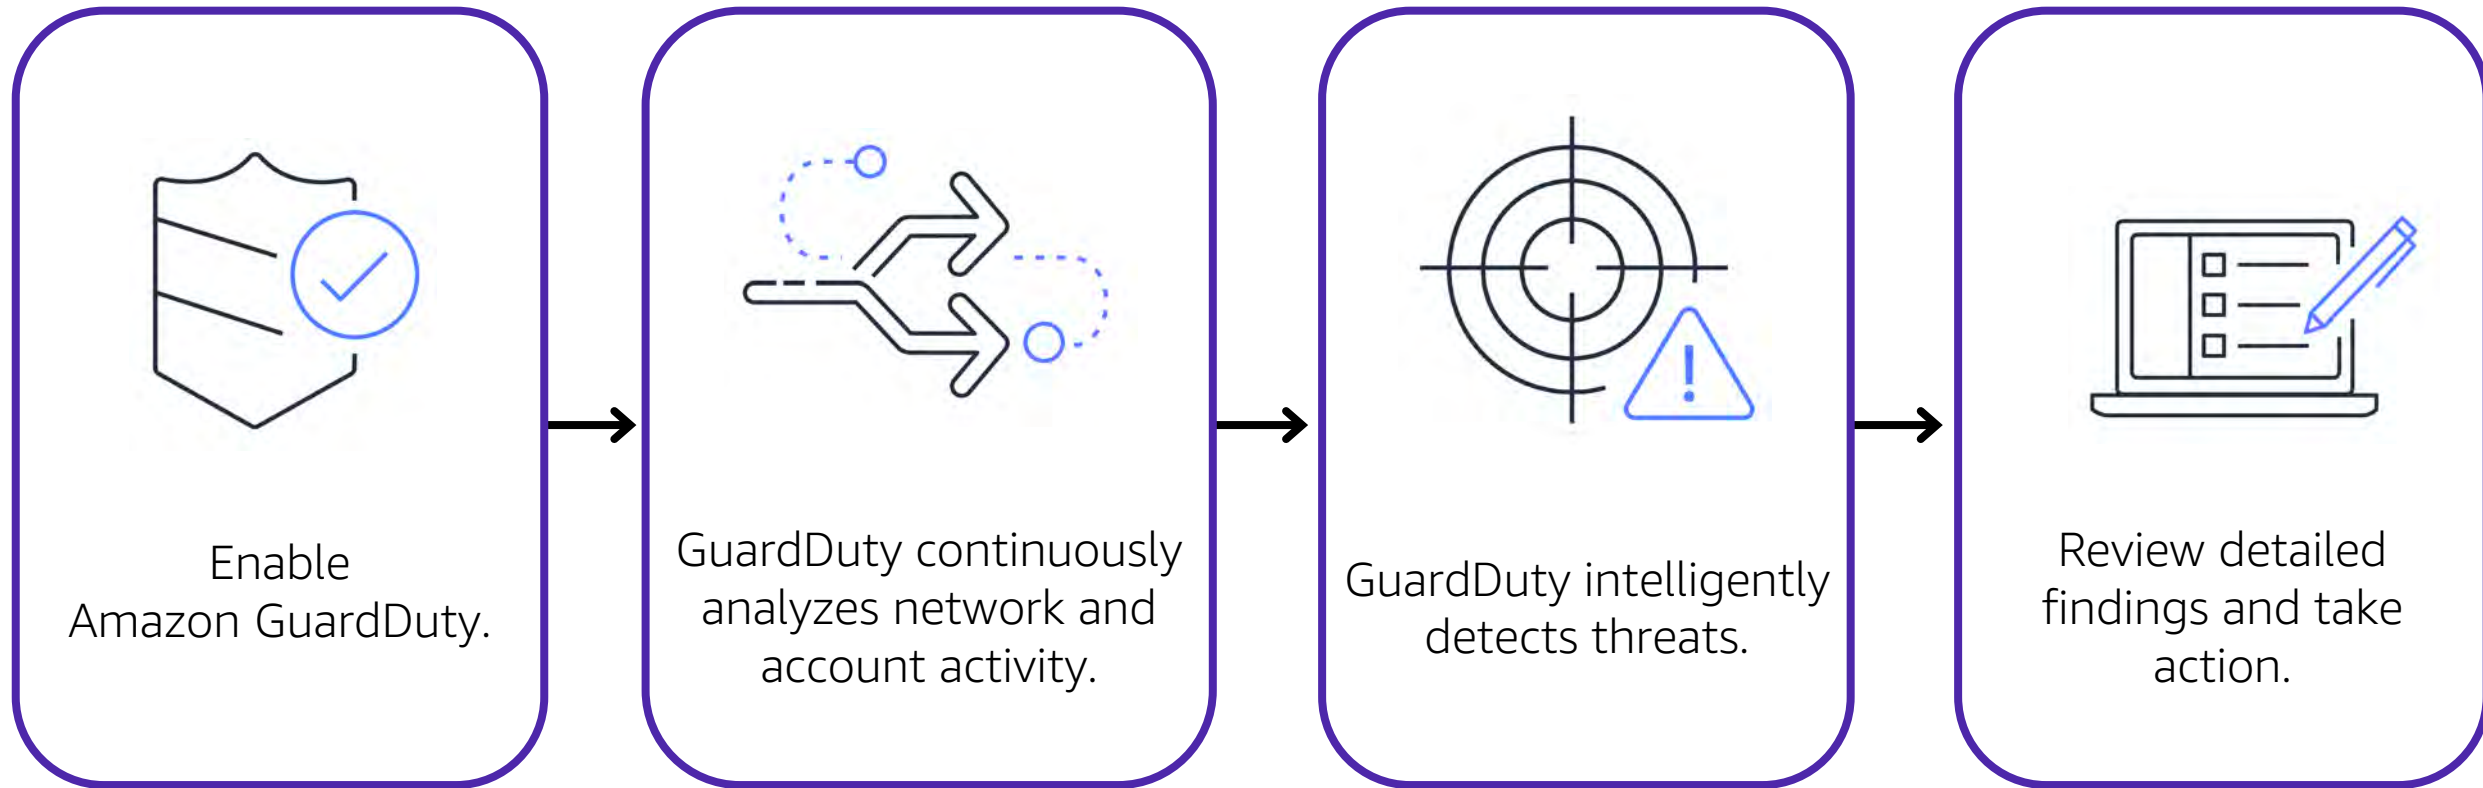 Enable
Amazon GuardDuty.
GuardDuty continuously
analyzes network and
account activity.
GuardDuty intelligently
detects threats.
Review detailed
findings and take
action.